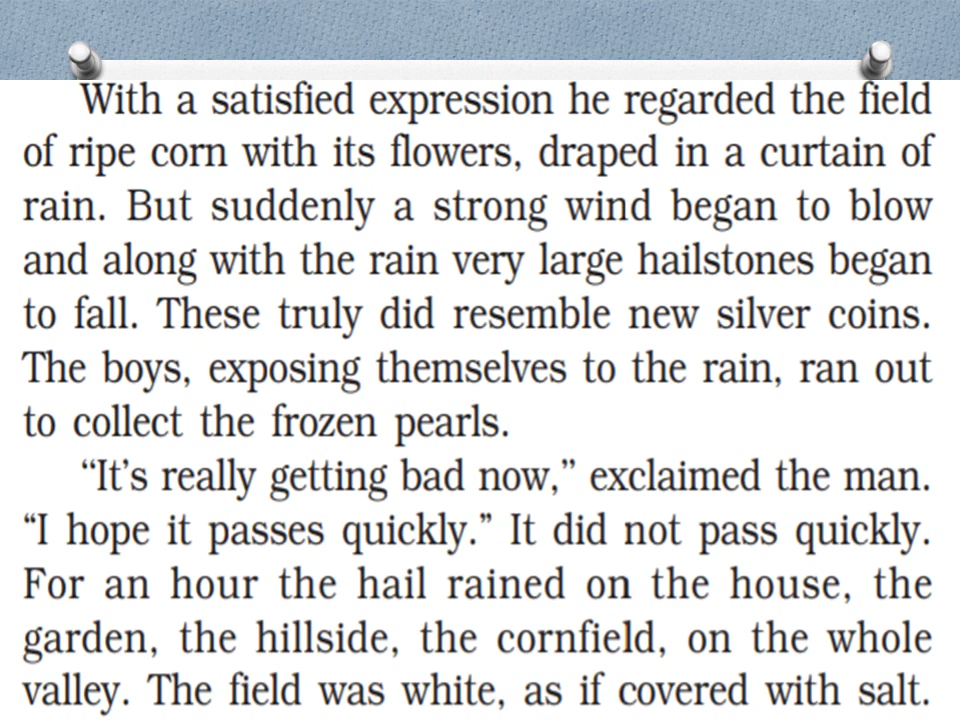 With a satisfied expression he regarded the field
of ripe corn with its flowers, draped in a curtain of
rain. But suddenly a strong wind began to blow
and along with the rain very large hailstones began
to fall. These truly did resemble new silver coins.
The boys, exposing themselves to the rain, ran out
to collect the frozen pearls.
“It’s really getting bad now,” exclaimed the man.
“I hope it passes quickly.” It did not pass quickly.
For an hour the hail rained on the house, the
garden, the hillside, the cornfield, on the whole
valley. The field was white, as if covered with salt.